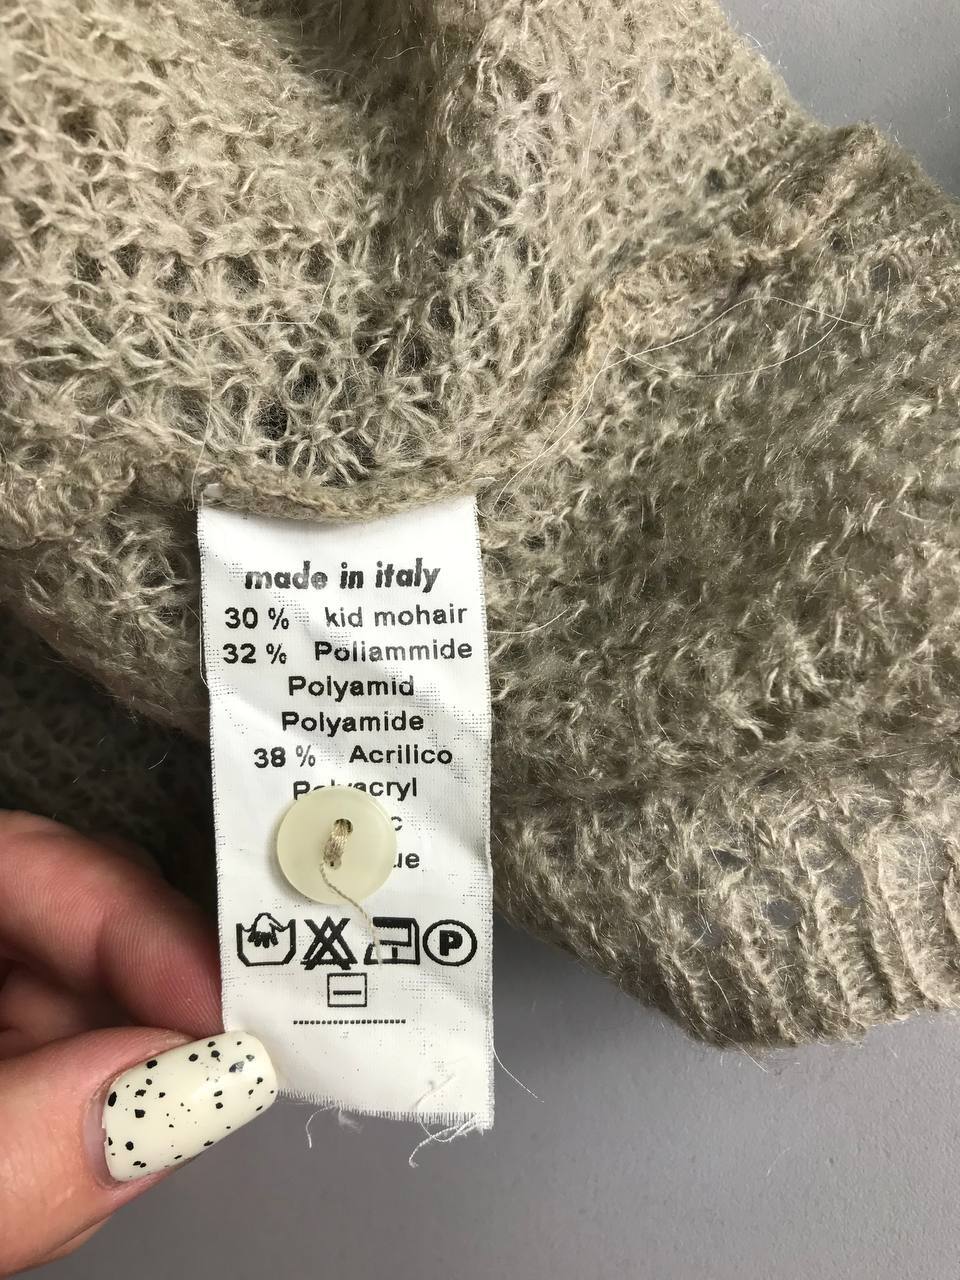 made in italy
30 % kid mohair
32 % Poliammide
Polyamid
Polyamide
38 % Acrilico
P